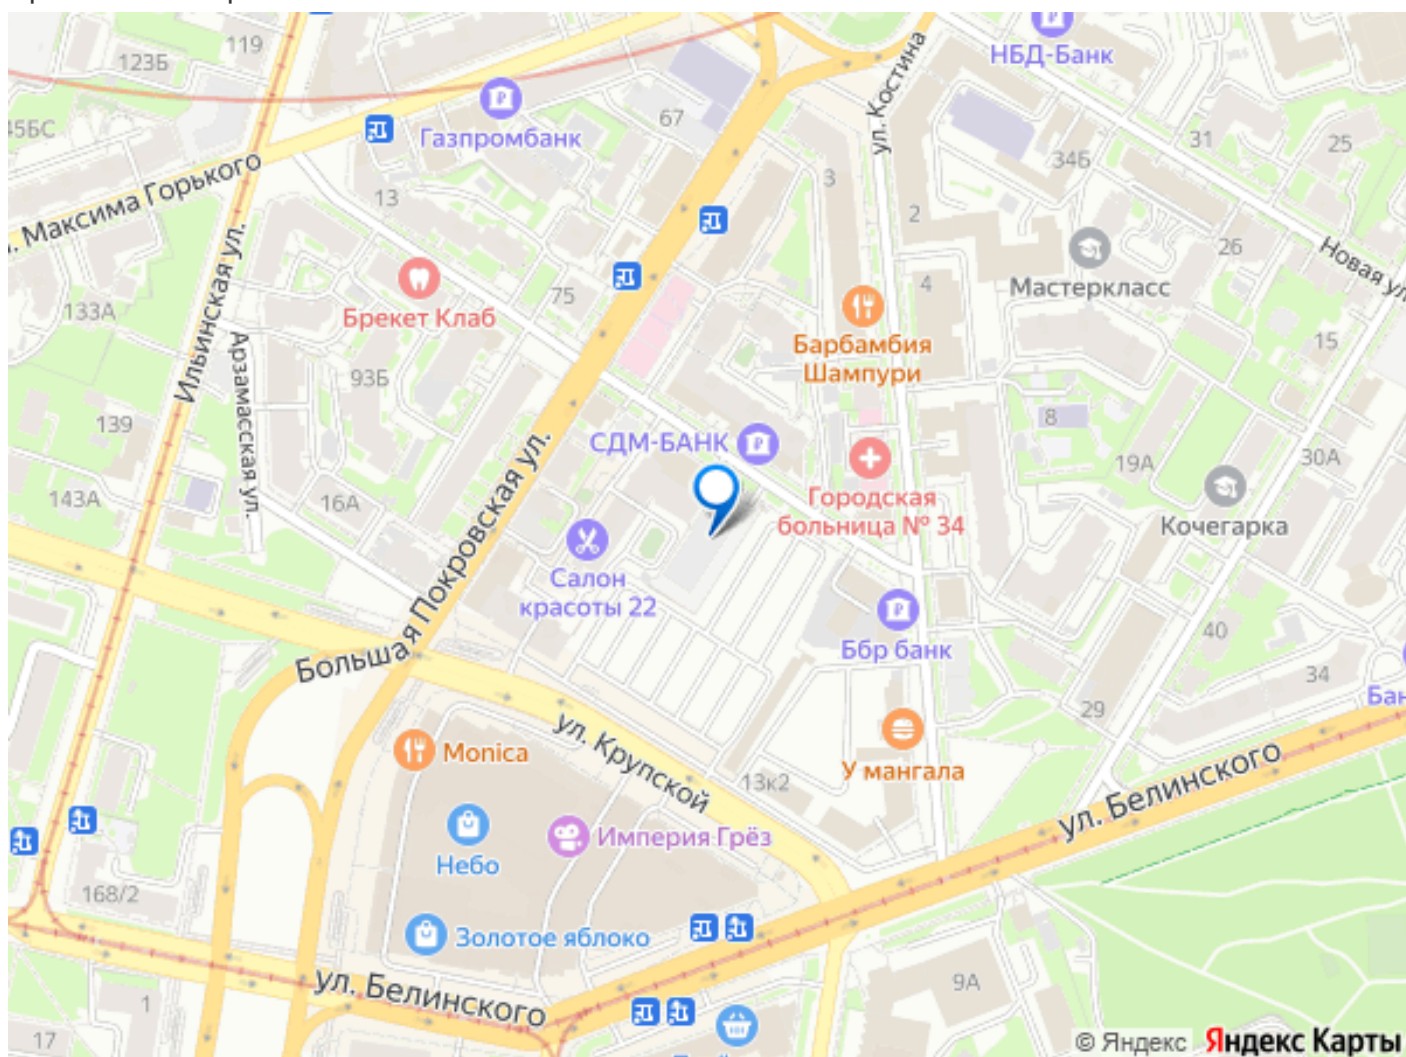 119
123Б
НБД-Банк
ул. Костина
67
45БС
Газпромбанк
31
25
34Б
. Максима Горького
13
3
2
26
Новая ул
Ильинская ул.
Мастеркласс
4
75
133А
Брекет Клаб
Барбамбия
Шампури
15
Арзамасская ул.
93Б
8
139
СДМ-БАНК
19А
30А
143А
16А
Большая Покровская ул.
Городская
больница № 34
Кочегарка
Салон
красоты 22
Ббр банк
40
34
Бан
29
ул. Крупской
Monica
У мангала
13к2
ул. Белинского
Империя Грёз
Небо
168/2
Золотое яблоко
ул. Белинского
9А
1
17
© Яндекс Яндекс Карты